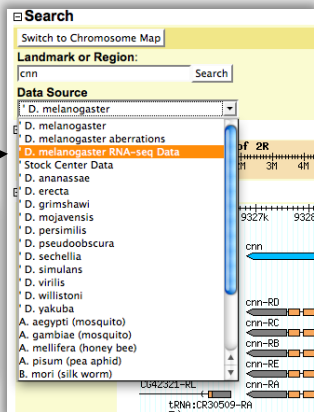 Search
Switch to Chromosome Map
Landmark or Region:
cnn
Search
Data Source
' D. melanogaster
' D. melanogaster
' D. melanogaster aberrations
' D. melanogaster RNA-seq Data
' Stock Center Data
' D. ananassae
' D. erecta
' D. grimshawi
' D. mojavensis
' D. persimilis
' D. pseudoobscura
' D. sechellia
' D. simulans
' D. virilis
' D. willistoni
' D. yakuba
A. aegypti (mosquito)
A. gambiae (mosquito)
A. mellifera (honey bee)
A. pisum (pea aphid)
B. mori (silk worm)
of 2R
3M 4M
9327k 9328
cnn
cnn-RD
cnn-RC
cnn-RB
cnn-RE
cnn-RA
CG42321-RL
tRNA:CR30509-RA